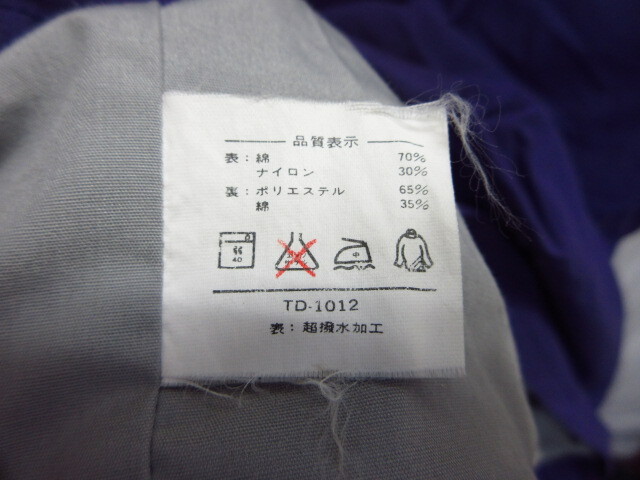 品質表示
表：綿 70%
ナイロン 30%
裏：ポリエステル 65%
綿 35%
弱 40 中
TD-1012
表：超撥水加工